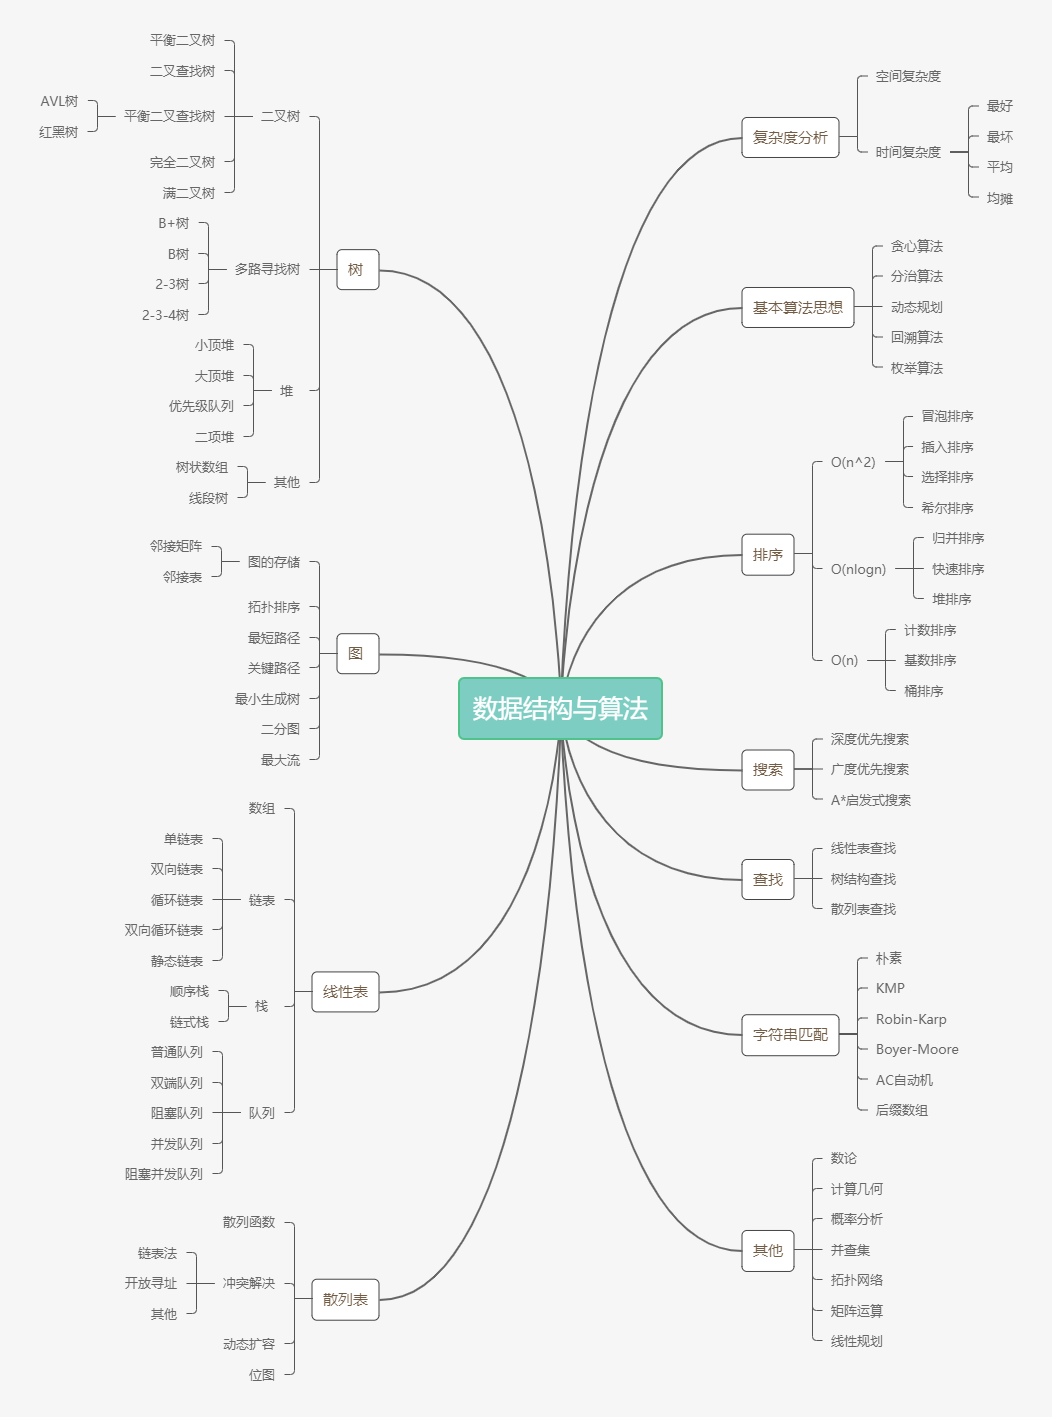 数据结构与算法
复杂度分析
空间复杂度
时间复杂度
最好
最坏
平均
均摊
基本算法思想
贪心算法
分治算法
动态规划
回溯算法
枚举算法
排序
O(n^2)
冒泡排序
插入排序
选择排序
希尔排序
O(nlogn)
归并排序
快速排序
堆排序
O(n)
计数排序
基数排序
桶排序
搜索
深度优先搜索
广度优先搜索
A*启发式搜索
查找
线性表查找
树结构查找
散列表查找
字符串匹配
朴素
KMP
Robin-Karp
Boyer-Moore
AC自动机
后缀数组
其他
数论
计算几何
概率分析
并查集
拓扑网络
矩阵运算
线性规划
树
二叉树
平衡二叉树
二叉查找树
平衡二叉查找树
AVL树
红黑树
完全二叉树
满二叉树
多路寻找树
B+树
B树
2-3树
2-3-4树
堆
小顶堆
大顶堆
优先级队列
二项堆
其他
树状数组
线段树
图
图的存储
邻接矩阵
邻接表
拓扑排序
最短路径
关键路径
最小生成树
二分图
最大流
线性表
数组
链表
单链表
双向链表
循环链表
双向循环链表
静态链表
栈
顺序栈
链式栈
队列
普通队列
双端队列
阻塞队列
并发队列
阻塞并发队列
散列表
散列函数
冲突解决
链表法
开放寻址
其他
动态扩容
位图